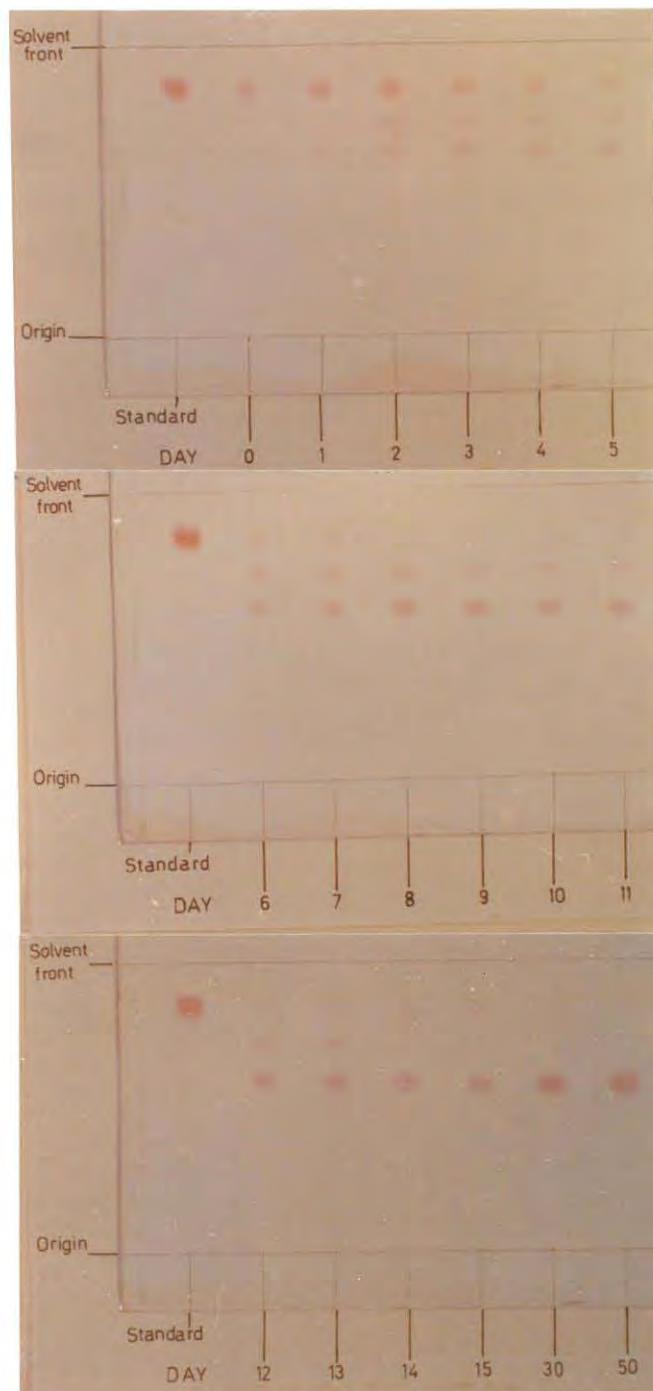 Solvent
front
Origin
Standard
DAY 0 1 2 3 4 5
Solvent
front
Origin
Standard
DAY 6 7 8 9 10 11
Solvent
front
Origin
Standard
DAY 12 13 14 15 30 50